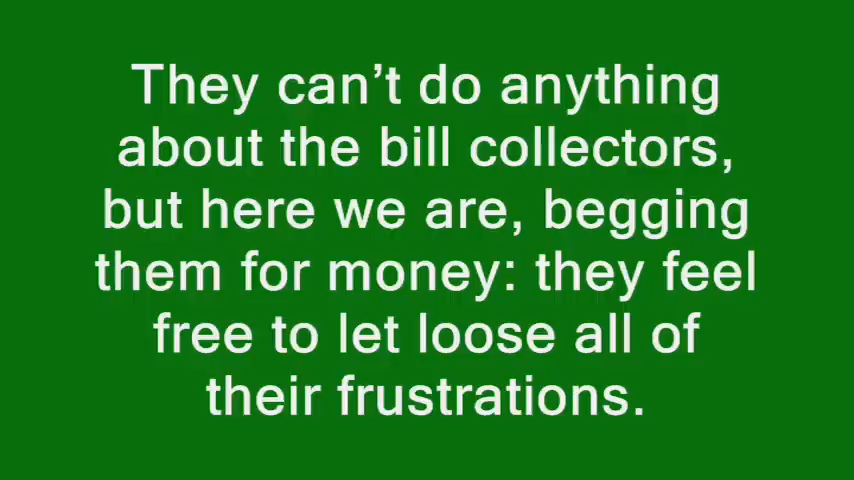 They can’t do anything
about the bill collectors,
but here we are, begging
them for money: they feel
free to let loose all of
their frustrations.